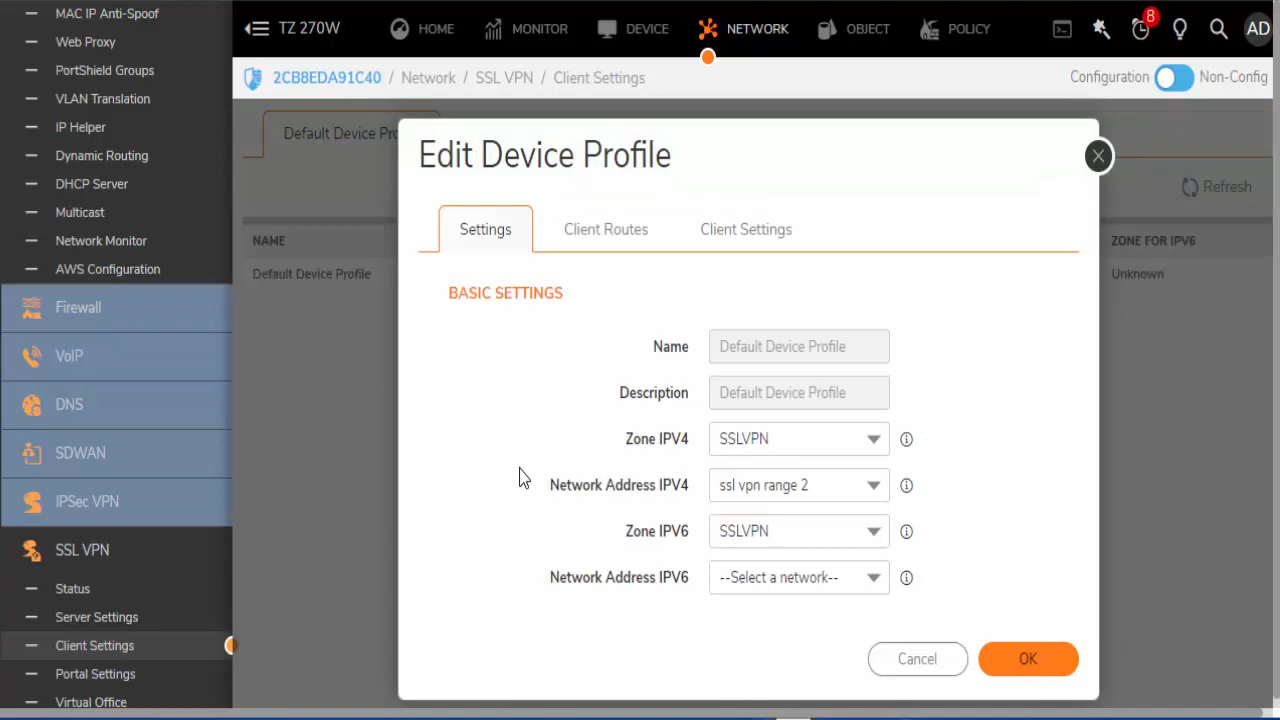 MAC IP Anti-Spoof
Web Proxy
PortShield Groups
VLAN Translation
IP Helper
Dynamic Routing
DHCP Server
Multicast
Network Monitor
AWS Configuration
Firewall
VoIP
DNS
SDWAN
IPSec VPN
SSL VPN
Status
Server Settings
Client Settings
Portal Settings
Virtual Office
TZ 270W
HOME
MONITOR
DEVICE
NETWORK
OBJECT
POLICY
8
AD
2CB8EDA91C40 / Network / SSL VPN / Client Settings
Configuration
Non-Config
Default Device Pro
Refresh
NAME
ZONE FOR IPV6
Default Device Profile
Unknown
Edit Device Profile
Settings
Client Routes
Client Settings
BASIC SETTINGS
Name
Default Device Profile
Description
Default Device Profile
Zone IPV4
SSLVPN
Network Address IPV4
ssl vpn range 2
Zone IPV6
SSLVPN
Network Address IPV6
--Select a network--
Cancel
OK